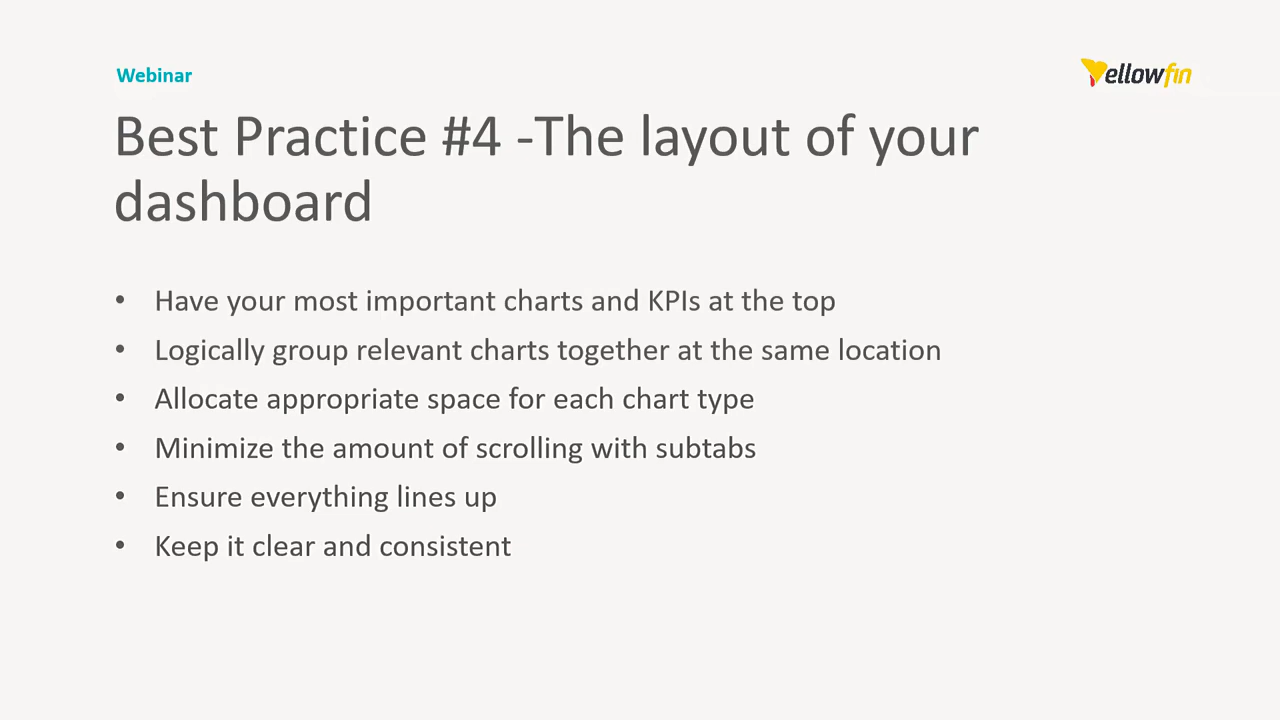 Webinar
Yellowfin
Best Practice #4 -The layout of your
dashboard
• Have your most important charts and KPIs at the top
• Logically group relevant charts together at the same location
• Allocate appropriate space for each chart type
• Minimize the amount of scrolling with subtabs
• Ensure everything lines up
• Keep it clear and consistent